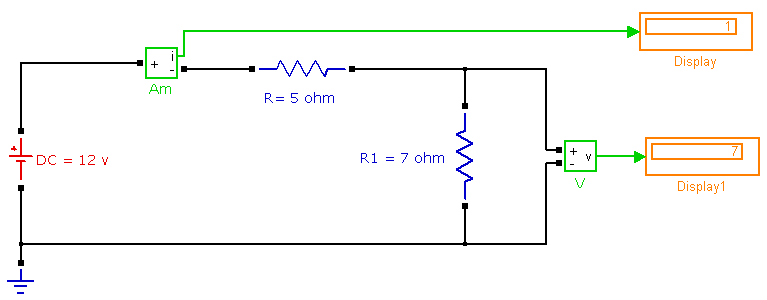 1
Display
i
+
-
Am
R= 5 ohm
DC = 12 v
+
R1 = 7 ohm
+
v
-
V
7
Display1